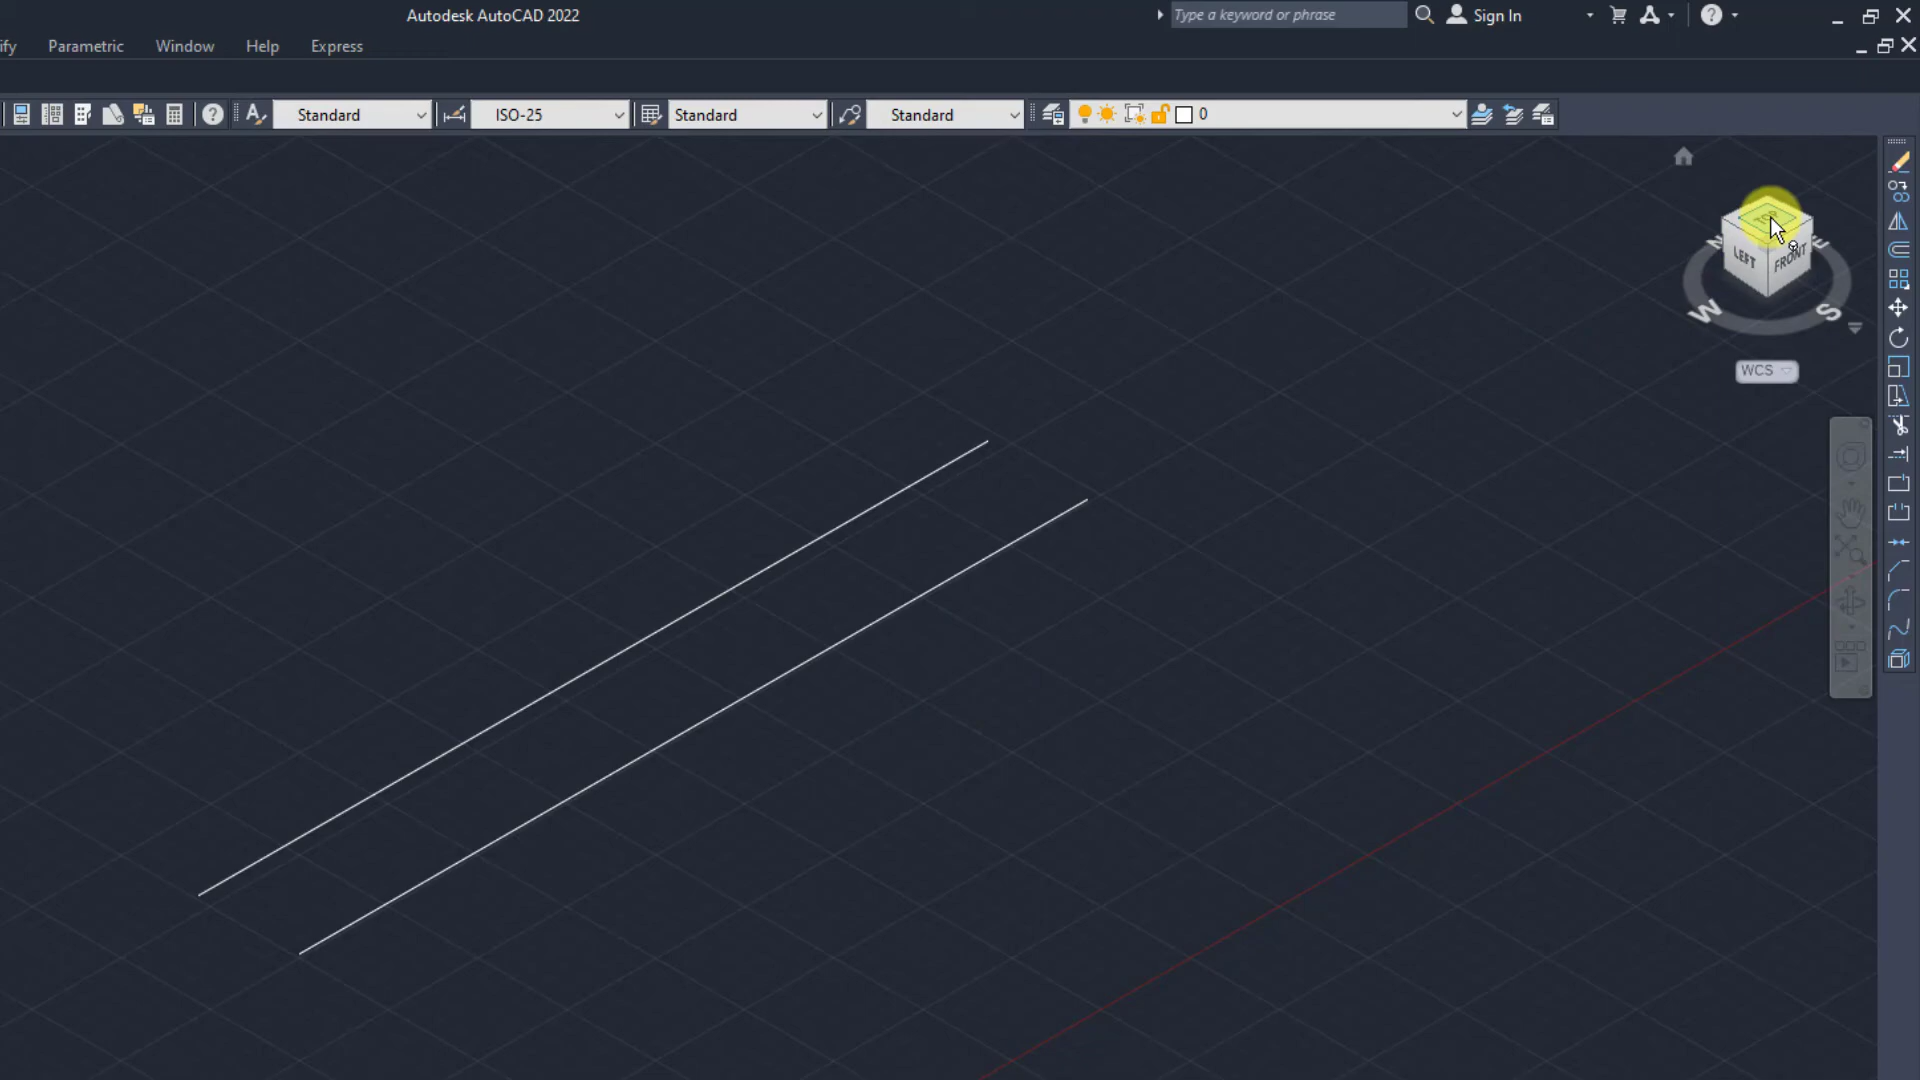 Autodesk AutoCAD 2022
Type a keyword or phrase
Sign In
ify Parametric Window Help Express
Standard ISO-25 Standard Standard 0
TOP
N E
LEFT FRONT
W S
WCS